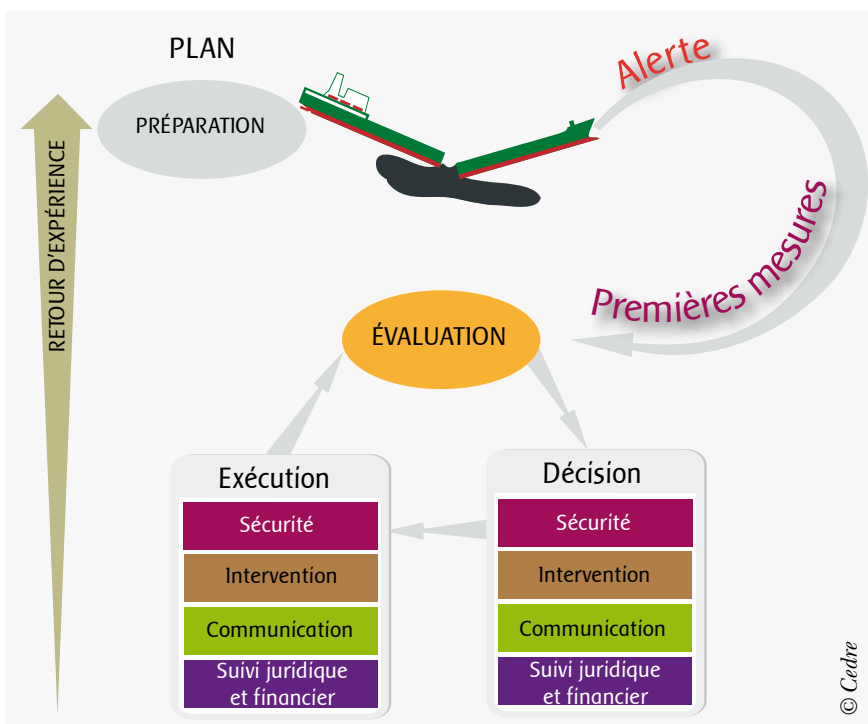 PLAN
PRÉPARATION
Alerte
Premières mesures
RETOUR D'EXPÉRIENCE
ÉVALUATION
Exécution
Sécurité
Intervention
Communication
Suivi juridique
et financier
Décision
Sécurité
Intervention
Communication
Suivi juridique
et financier
© Cedre